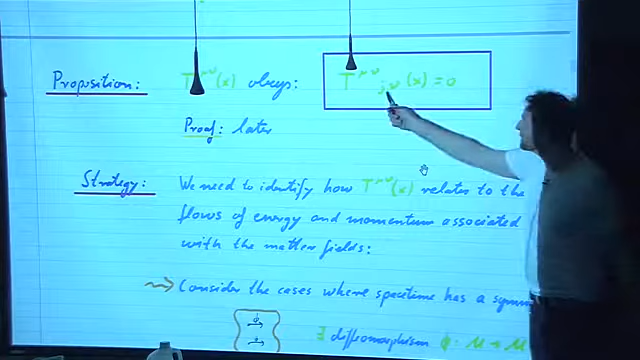 Proposition: T^μν(x) obeys: T^μν_;ν(x) = 0
Proof: later
Strategy: We need to identify how T^μν(x) relates to the
flows of energy and momentum associated
with the matter fields:
⇝ Consider the cases where spacetime has a symm
∃ diffeomorphism ϕ: M → M